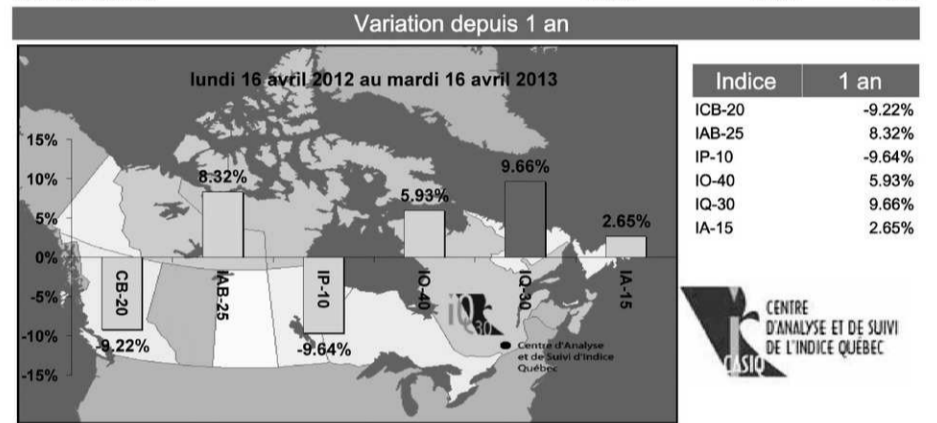 Variation depuis 1 an
lundi 16 avril 2012 au mardi 16 avril 2013
15%
10%
5%
0%
-5%
-10%
-15%
CB-20
-9.22%
8.32%
IAB-25
IP-10
-9.64%
5.93%
IO-40
9.66%
IQ-30
2.65%
IA-15
iQ30
Centre d'Analyse
et de Suivi d'Indice
Québec
Indice 1 an
ICB-20 -9.22%
IAB-25 8.32%
IP-10 -9.64%
IO-40 5.93%
IQ-30 9.66%
IA-15 2.65%
CASIQ
CENTRE
D'ANALYSE ET DE SUIVI
DE L'INDICE QUÉBEC